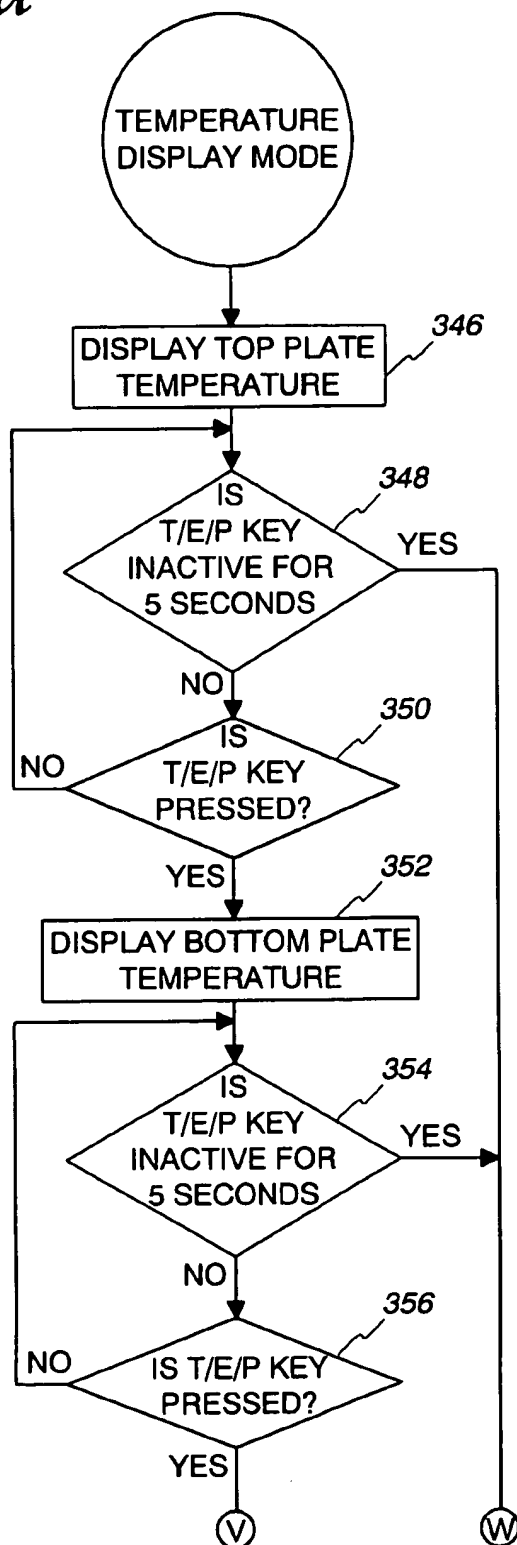 TEMPERATURE
DISPLAY MODE
346
DISPLAY TOP PLATE
TEMPERATURE
348
IS
T/E/P KEY
INACTIVE FOR
5 SECONDS
YES
NO
350
IS
T/E/P KEY
PRESSED?
NO
YES
352
DISPLAY BOTTOM PLATE
TEMPERATURE
354
IS
T/E/P KEY
INACTIVE FOR
5 SECONDS
YES
NO
356
IS T/E/P KEY
PRESSED?
NO
YES
V
W